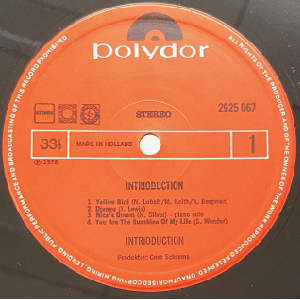 polydor
ALL RIGHTS OF THE PRODUCER AND OF THE OWNER OF THE WORK REPRODUCED RESERVED
UNAUTHORISED COPYING, HIRING, LENDING, PUBLIC PERFORMANCE AND BROADCASTING OF THIS RECORD PROHIBITED
STEMRA
STEREO
2925 067
33⅓
MADE IN HOLLAND
1
℗ 1978
INTRODUCTION
1. Yellow Bird (N. Luboff/M. Keith/A. Bergman)
2. Django (J. Lewis)
3. Nica's Dream (H. Silver) - piano solo
4. You Are The Sunshine Of My Life (S. Wonder)
INTRODUCTION
Produktie: Cees Schrama